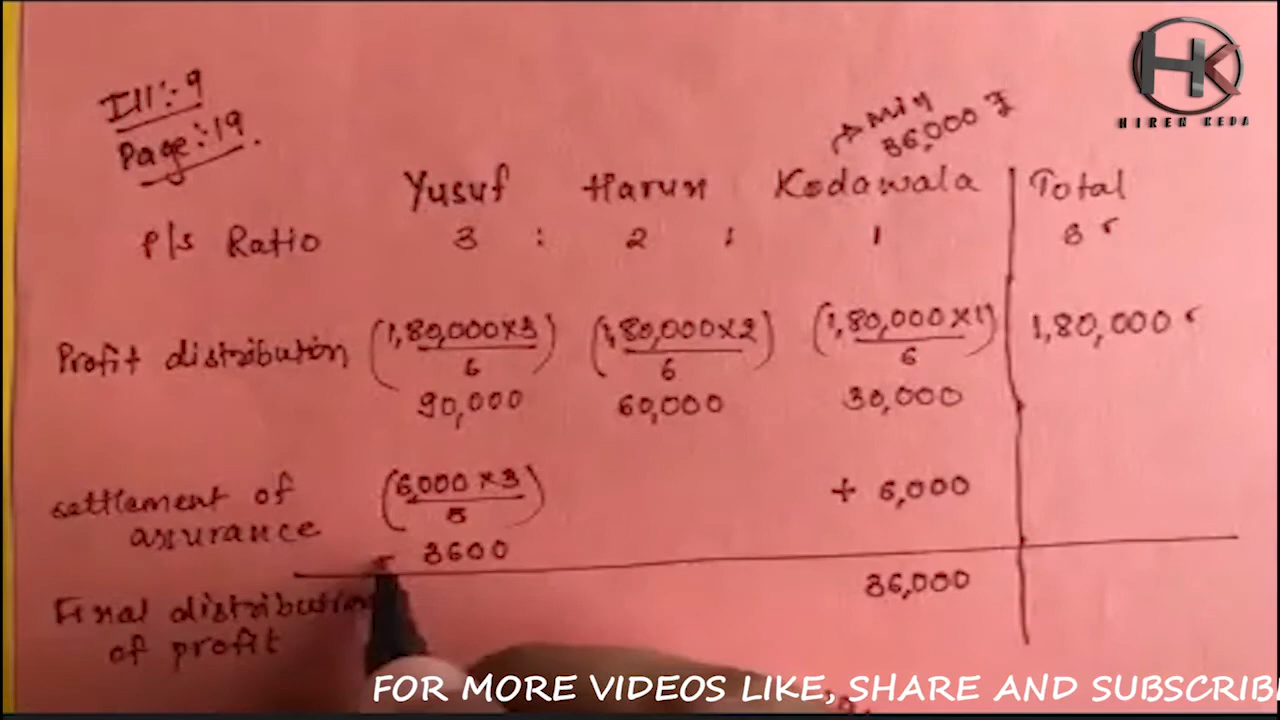 HK
HIREN KEDA
Ill:-9
Page:-19.
→ Min
36,000 ₹
Yusuf Harun Kodawala Total
P/s Ratio 3 : 2 : 1
Profit distribution (1,80,000×3/6) (1,80,000×2/6) (1,80,000×1/6) 1,80,000
90,000 60,000 30,000
settlement of assurance (6,000×3/5) + 6,000
- 3600
Final distribution of profit 36,000
FOR MORE VIDEOS LIKE, SHARE AND SUBSCRIB